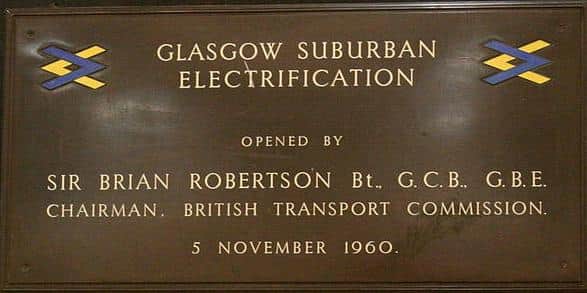 GLASGOW SUBURBAN
ELECTRIFICATION
OPENED BY
SIR BRIAN ROBERTSON Bt., G.C.B., G.B.E.
CHAIRMAN, BRITISH TRANSPORT COMMISSION.
5 NOVEMBER 1960.